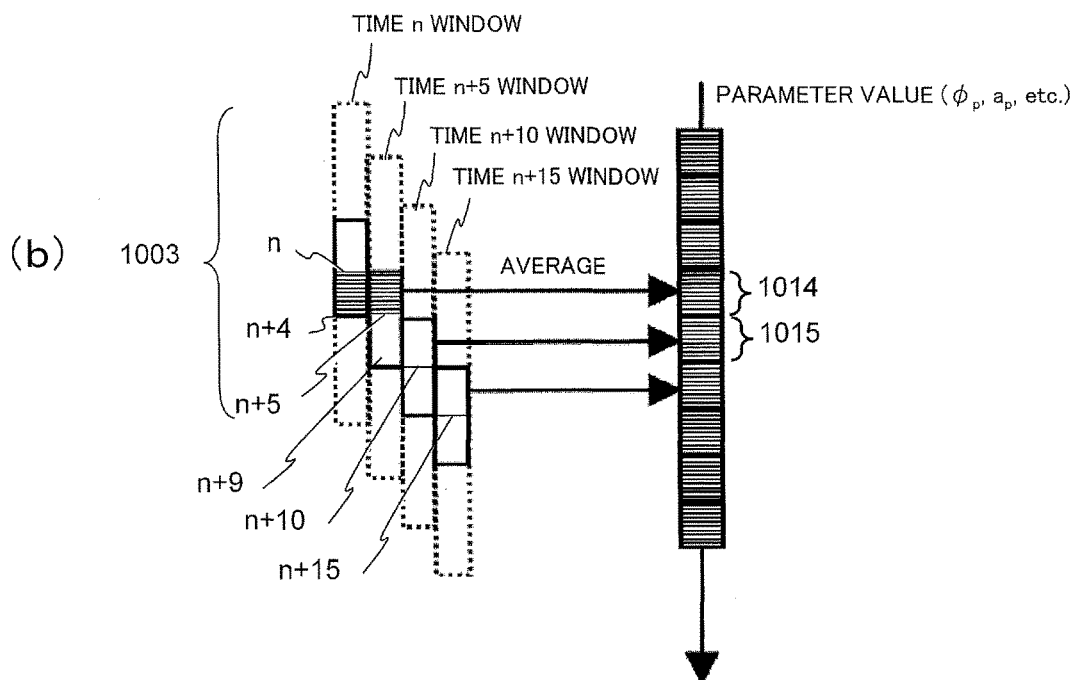 TIME n WINDOW
TIME n+5 WINDOW
PARAMETER VALUE (ϕp, ap, etc.)
TIME n+10 WINDOW
TIME n+15 WINDOW
(b)
1003
n
AVERAGE
1014
n+4
1015
n+5
n+9
n+10
n+15